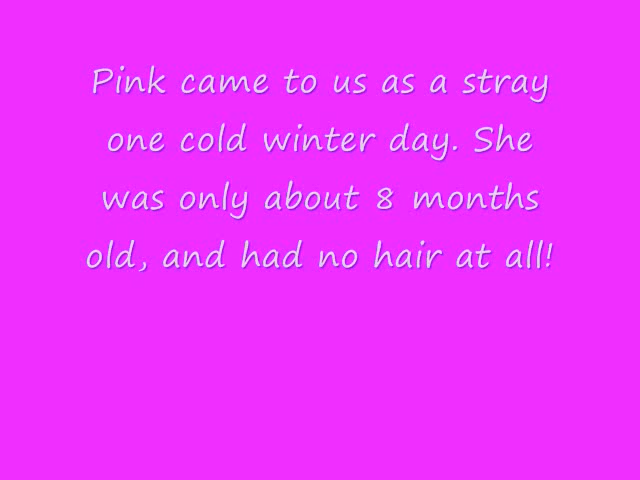 Pink came to us as a stray
one cold winter day. She
was only about 8 months
old, and had no hair at all!